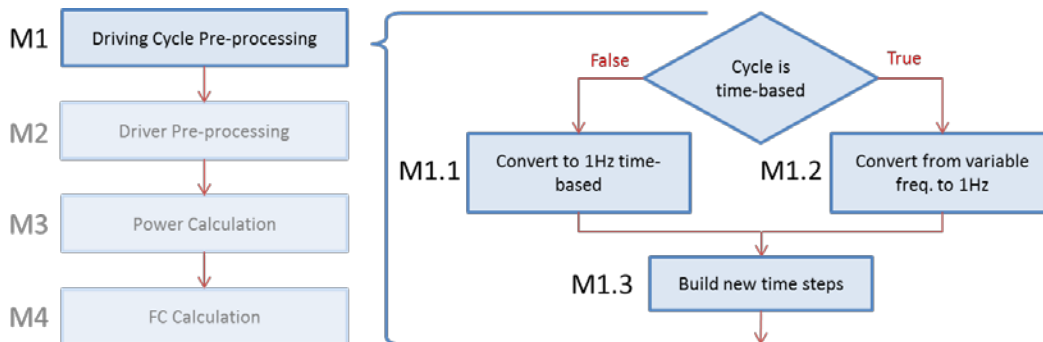 M1
Driving Cycle Pre-processing
M2
Driver Pre-processing
M3
Power Calculation
M4
FC Calculation
Cycle is
time-based
False
True
M1.1
Convert to 1Hz time-
based
M1.2
Convert from variable
freq. to 1Hz
M1.3
Build new time steps